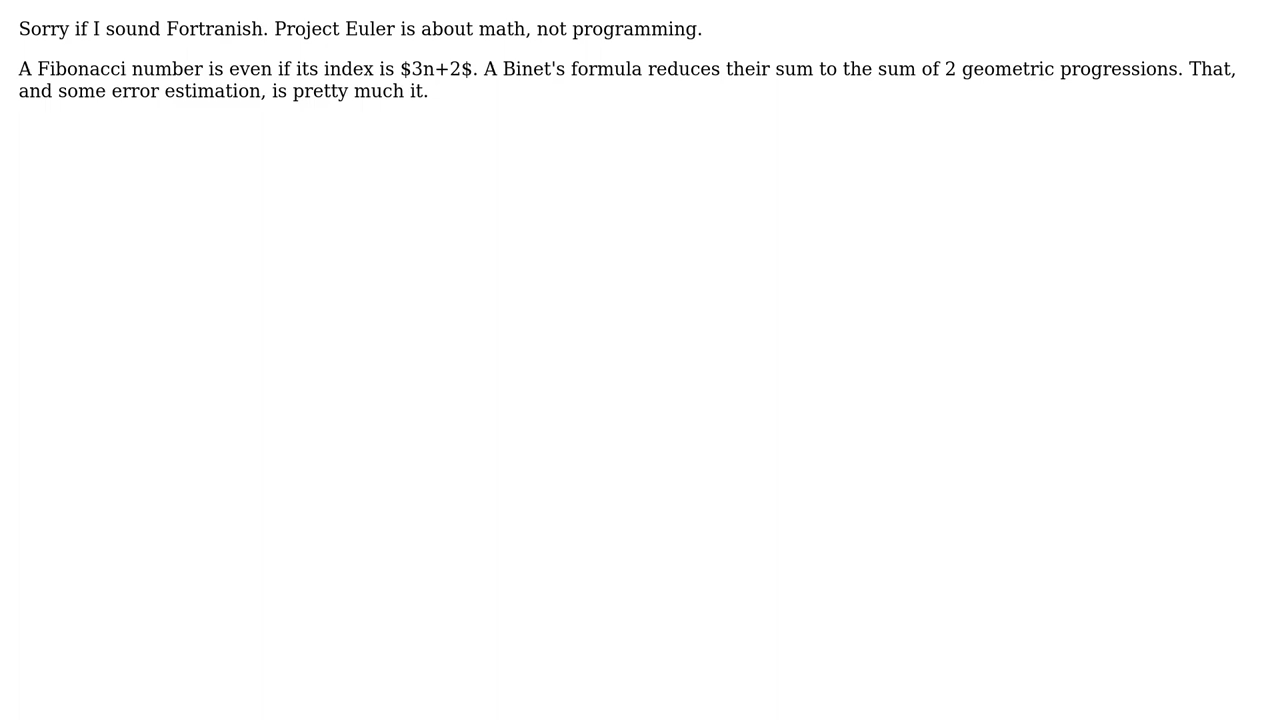 Sorry if I sound Fortranish. Project Euler is about math, not programming.
A Fibonacci number is even if its index is $3n+2$. A Binet's formula reduces their sum to the sum of 2 geometric progressions. That,
and some error estimation, is pretty much it.